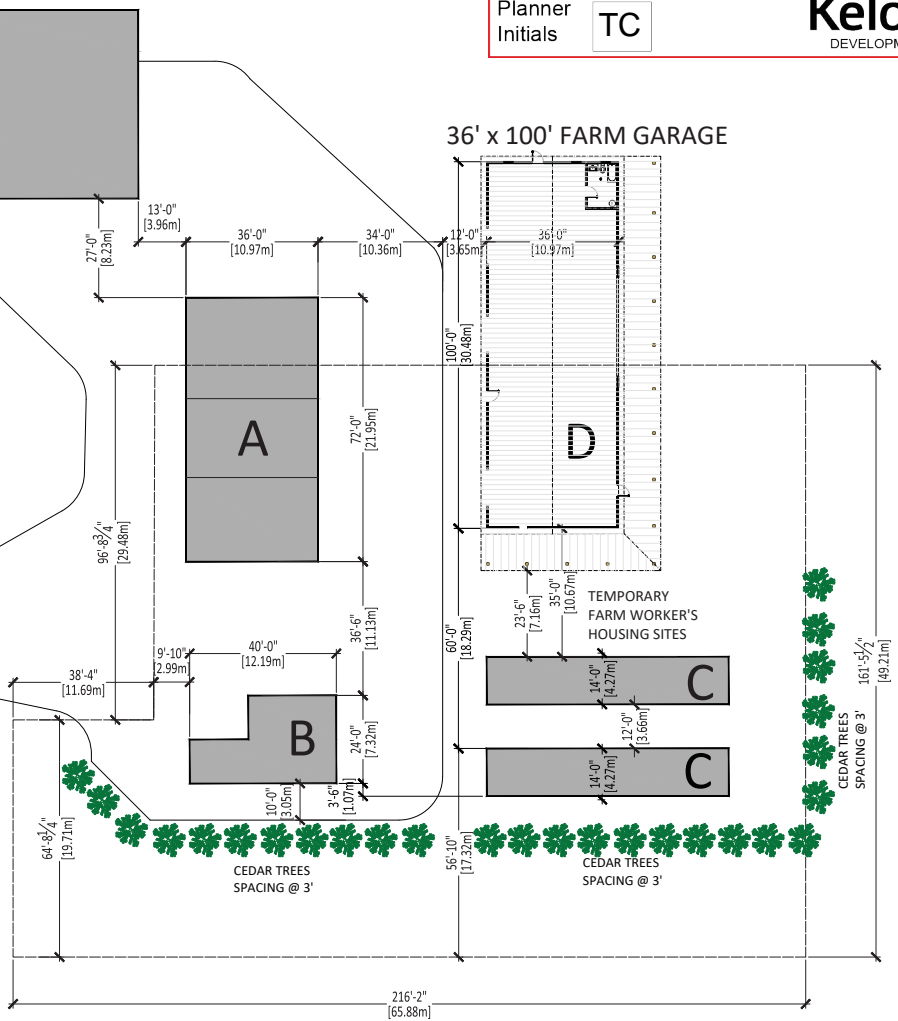 Planner
Initials
TC
Kelo
DEVELOPM
36' x 100' FARM GARAGE
13'-0"
[3.96m]
27'-0"
[8.23m]
36'-0"
[10.97m]
34'-0"
[10.36m]
12'-0"
[3.65m]
36'-0"
[10.97m]
100'-0"
[30.48m]
A
72'-0"
[21.95m]
D
96'-8 3/4"
[29.48m]
36'-6"
[11.13m]
23'-6"
[7.16m]
35'-0"
[10.67m]
TEMPORARY
FARM WORKER'S
HOUSING SITES
60'-0"
[18.29m]
161'-5 1/2"
[49.21m]
38'-4"
[11.69m]
9'-10"
[2.99m]
40'-0"
[12.19m]
14'-0"
[4.27m]
C
B
24'-0"
[7.32m]
12'-0"
[3.66m]
CEDAR TREES
SPACING @ 3'
14'-0"
[4.27m]
C
10'-0"
[3.05m]
3'-6"
[1.07m]
64'-8 1/4"
[19.71m]
56'-10"
[17.32m]
CEDAR TREES
SPACING @ 3'
CEDAR TREES
SPACING @ 3'
216'-2"
[65.88m]